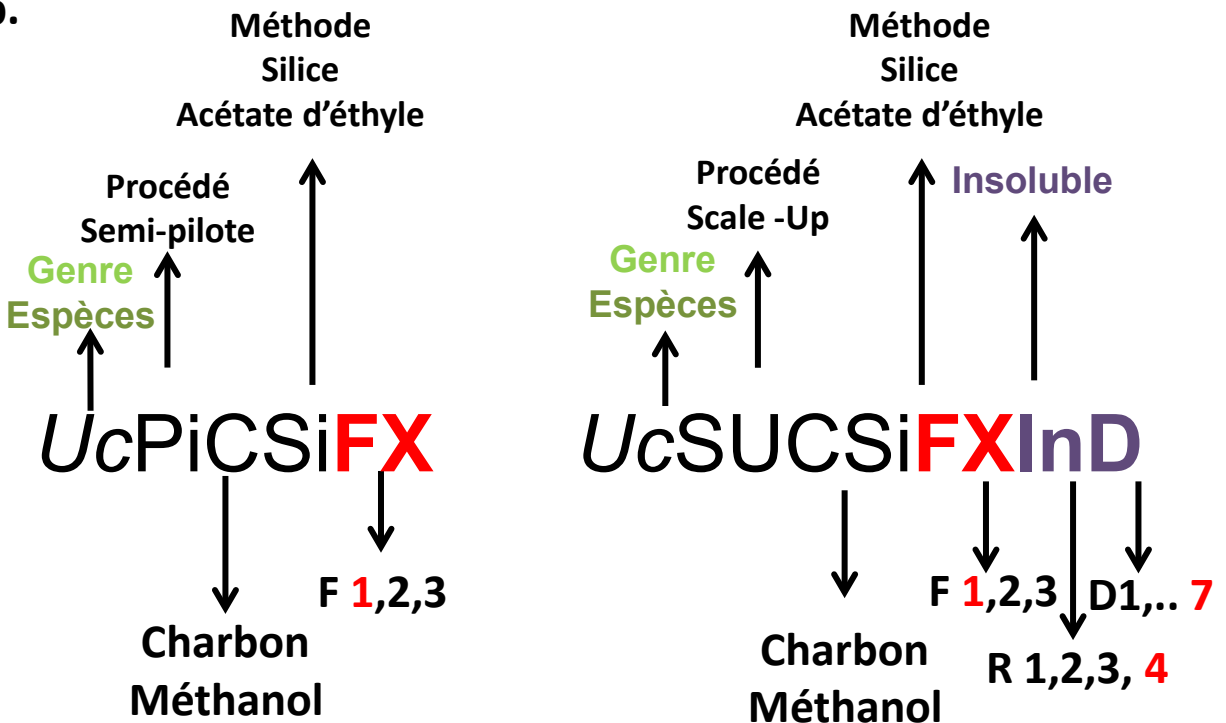 b.
Méthode
Silice
Acétate d'éthyle
Procédé
Semi-pilote
Genre
Espèces
UcPiCSiFX
F 1,2,3
Charbon
Méthanol
Méthode
Silice
Acétate d'éthyle
Procédé
Scale -Up
Insoluble
Genre
Espèces
UcSUCSiFXInD
F 1,2,3
D1,.. 7
R 1,2,3, 4
Charbon
Méthanol